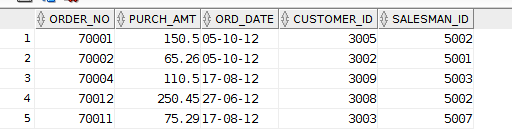 ORDER_NO PURCH_AMT ORD_DATE CUSTOMER_ID SALESMAN_ID
1 70001 150.5 05-10-12 3005 5002
2 70002 65.26 05-10-12 3002 5001
3 70004 110.5 17-08-12 3009 5003
4 70012 250.45 27-06-12 3008 5002
5 70011 75.29 17-08-12 3003 5007